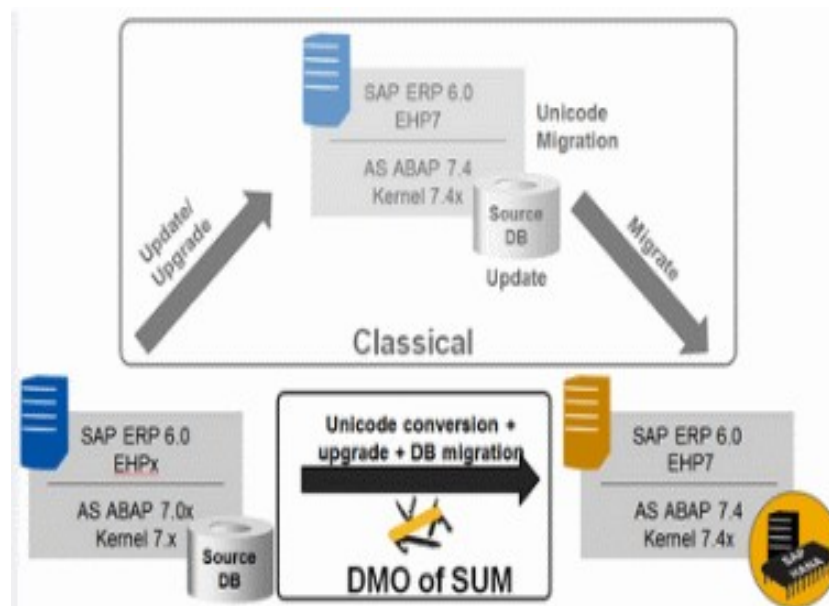 SAP ERP 6.0
EHP7
AS ABAP 7.4
Kernel 7.4x
Unicode
Migration
Source
DB
Update
Update/
Upgrade
Migrate
Classical
SAP ERP 6.0
EHPx
AS ABAP 7.0x
Kernel 7.x
Source
DB
Unicode conversion +
upgrade + DB migration
DMO of SUM
SAP ERP 6.0
EHP7
AS ABAP 7.4
Kernel 7.4x
SAP
HANA